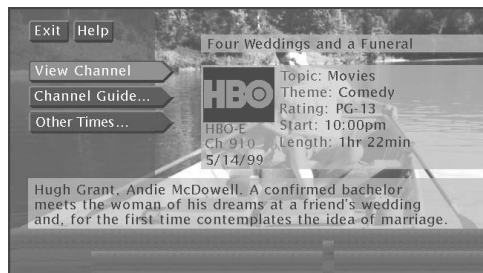 Exit Help
Four Weddings and a Funeral
View Channel
Channel Guide...
Other Times...
HBO
HBO-E
Ch 910
5/14/99
Topic: Movies
Theme: Comedy
Rating: PG-13
Start: 10:00pm
Length: 1hr 22min
Hugh Grant, Andie McDowell. A confirmed bachelor
meets the woman of his dreams at a friend's wedding
and, for the first time contemplates the idea of marriage.